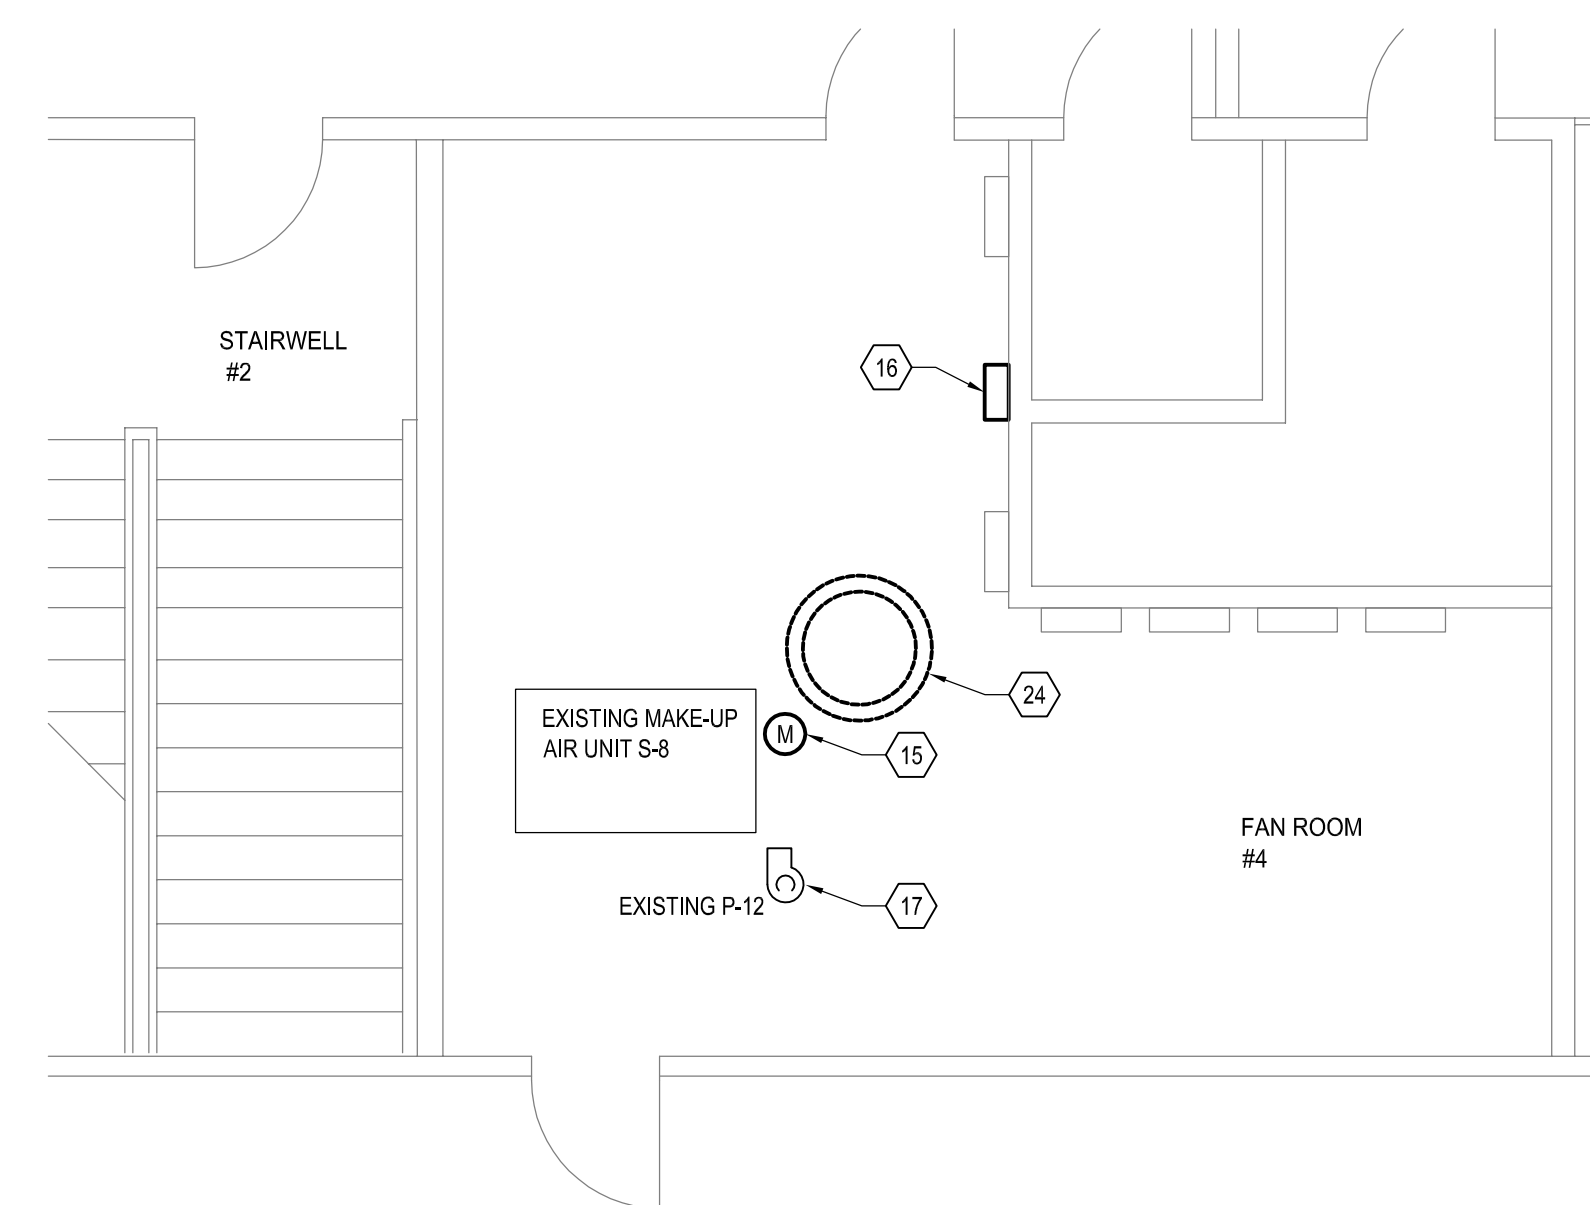 STAIRWELL
#2
16
24
EXISTING MAKE-UP
AIR UNIT S-8
M
15
FAN ROOM
#4
EXISTING P-12
17